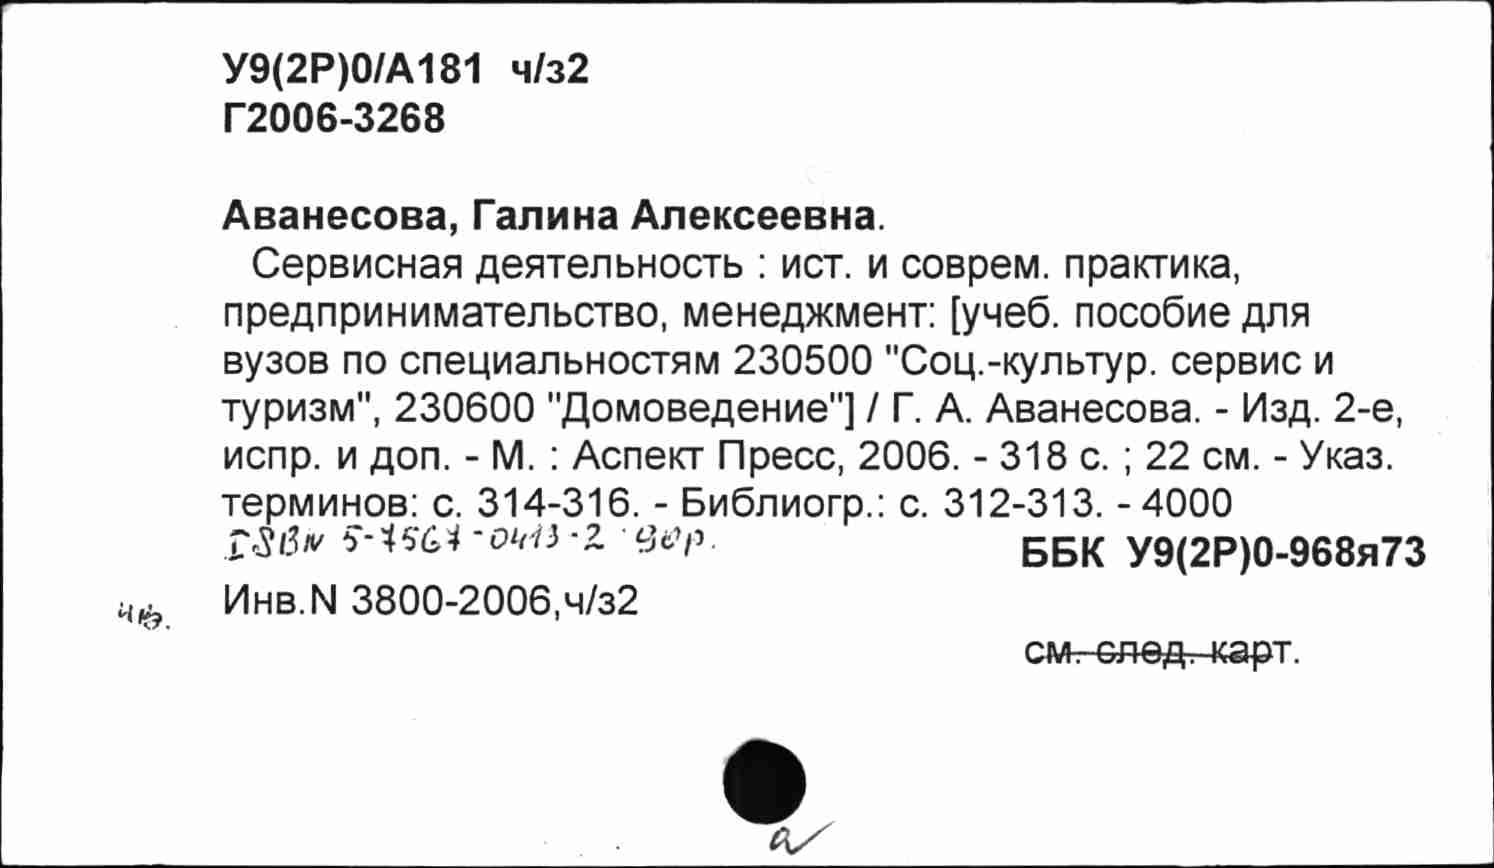 У9(2Р)0/А181 ч/з2
Г2006-3268
Аванесова, Галина Алексеевна.
Сервисная деятельность : ист. и соврем. практика,
предпринимательство, менеджмент: [учеб. пособие для
вузов по специальностям 230500 "Соц.-культур. сервис и
туризм", 230600 "Домоведение"] / Г. А. Аванесова. - Изд. 2-е,
испр. и доп. - М. : Аспект Пресс, 2006. - 318 с. ; 22 см. - Указ.
терминов: с. 314-316. - Библиогр.: с. 312-313. - 4000
ISBN 5-7567-0413-2 90р.
ББК У9(2Р)0-968я73
Инв.N 3800-2006,ч/з2
см. след. карт.
а